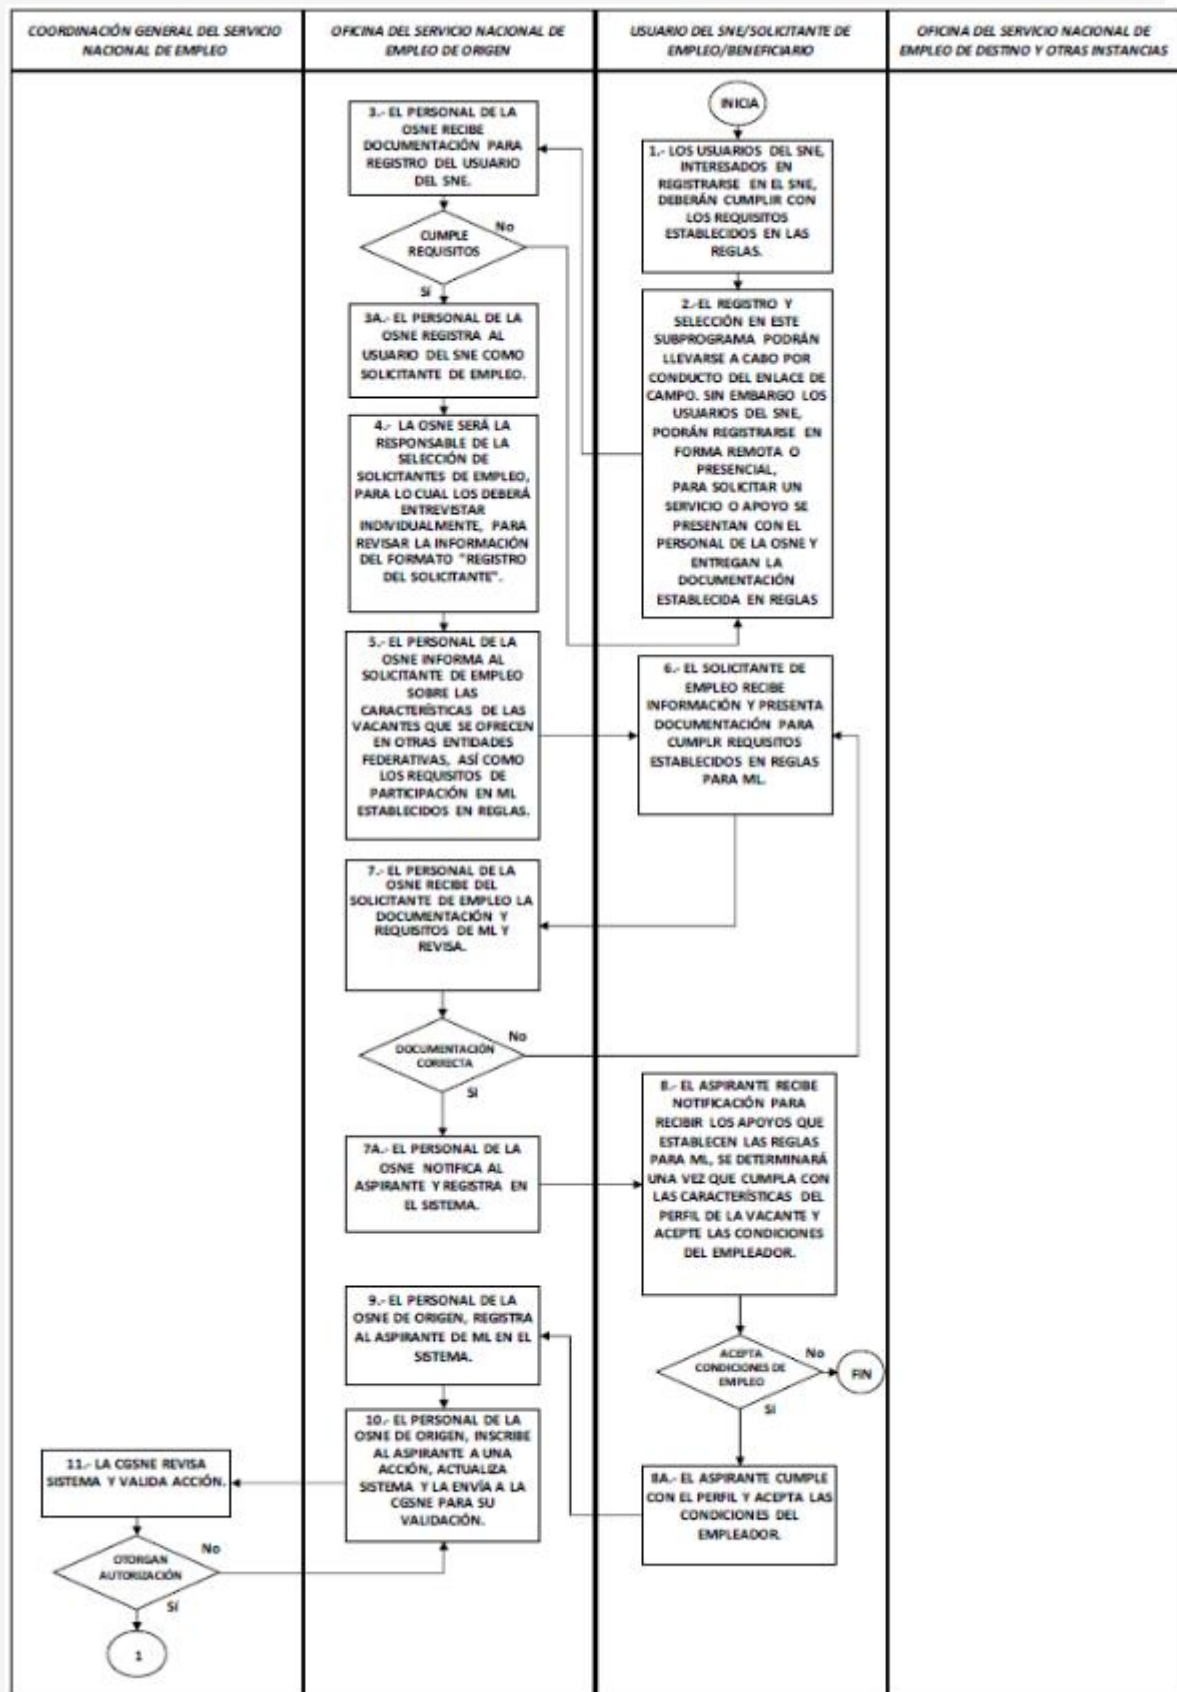 COORDINACIÓN GENERAL DEL SERVICIO
NACIONAL DE EMPLEO
OFICINA DEL SERVICIO NACIONAL DE
EMPLEO DE ORIGEN
USUARIO DEL SNE/SOLICITANTE DE
EMPLEO/BENEFICIARIO
OFICINA DEL SERVICIO NACIONAL DE
EMPLEO DE DESTINO Y OTRAS INSTANCIAS
INICIA
1.- LOS USUARIOS DEL SNE,
INTERESADOS EN
REGISTRARSE EN EL SNE,
DEBERÁN CUMPLIR CON
LOS REQUISITOS
ESTABLECIDOS EN LAS
REGLAS.
2.-EL REGISTRO Y
SELECCIÓN EN ESTE
SUBPROGRAMA PODRÁN
LLEVARSE A CABO POR
CONDUCTO DEL ENLACE DE
CAMPO. SIN EMBARGO LOS
USUARIOS DEL SNE,
PODRÁN REGISTRARSE EN
FORMA REMOTA O
PRESENCIAL,
PARA SOLICITAR UN
SERVICIO O APOYO SE
PRESENTAN CON EL
PERSONAL DE LA OSNE Y
ENTREGAN LA
DOCUMENTACIÓN
ESTABLECIDA EN REGLAS
3.- EL PERSONAL DE LA
OSNE RECIBE
DOCUMENTACIÓN PARA
REGISTRO DEL USUARIO
DEL SNE.
CUMPLE
REQUISITOS
No
Sí
3A.- EL PERSONAL DE LA
OSNE REGISTRA AL
USUARIO DEL SNE COMO
SOLICITANTE DE EMPLEO.
4.- LA OSNE SERÁ LA
RESPONSABLE DE LA
SELECCIÓN DE
SOLICITANTES DE EMPLEO,
PARA LO CUAL LOS DEBERÁ
ENTREVISTAR
INDIVIDUALMENTE, PARA
REVISAR LA INFORMACIÓN
DEL FORMATO "REGISTRO
DEL SOLICITANTE".
5.- EL PERSONAL DE LA
OSNE INFORMA AL
SOLICITANTE DE EMPLEO
SOBRE LAS
CARACTERÍSTICAS DE LAS
VACANTES QUE SE OFRECEN
EN OTRAS ENTIDADES
FEDERATIVAS, ASÍ COMO
LOS REQUISITOS DE
PARTICIPACIÓN EN ML
ESTABLECIDOS EN REGLAS.
6.- EL SOLICITANTE DE
EMPLEO RECIBE
INFORMACIÓN Y PRESENTA
DOCUMENTACIÓN PARA
CUMPLR REQUISITOS
ESTABLECIDOS EN REGLAS
PARA ML.
7.- EL PERSONAL DE LA
OSNE RECIBE DEL
SOLICITANTE DE EMPLEO LA
DOCUMENTACIÓN Y
REQUISITOS DE ML Y
REVISA.
DOCUMENTACIÓN
CORRECTA
No
Sí
7A.- EL PERSONAL DE LA
OSNE NOTIFICA AL
ASPIRANTE Y REGISTRA EN
EL SISTEMA.
8.- EL ASPIRANTE RECIBE
NOTIFICACIÓN PARA
RECIBIR LOS APOYOS QUE
ESTABLECEN LAS REGLAS
PARA ML, SE DETERMINARÁ
UNA VEZ QUE CUMPLA CON
LAS CARACTERÍSTICAS DEL
PERFIL DE LA VACANTE Y
ACEPTE LAS CONDICIONES
DEL EMPLEADOR.
ACEPTA
CONDICIONES DE
EMPLEO
No
FIN
Sí
8A.- EL ASPIRANTE CUMPLE
CON EL PERFIL Y ACEPTA LAS
CONDICIONES DEL
EMPLEADOR.
9.- EL PERSONAL DE LA
OSNE DE ORIGEN, REGISTRA
AL ASPIRANTE DE ML EN EL
SISTEMA.
10.- EL PERSONAL DE LA
OSNE DE ORIGEN, INSCRIBE
AL ASPIRANTE A UNA
ACCIÓN, ACTUALIZA
SISTEMA Y LA ENVÍA A LA
CGSNE PARA SU
VALIDACIÓN.
11.- LA CGSNE REVISA
SISTEMA Y VALIDA ACCIÓN.
OTORGAN
AUTORIZACIÓN
No
Sí
1